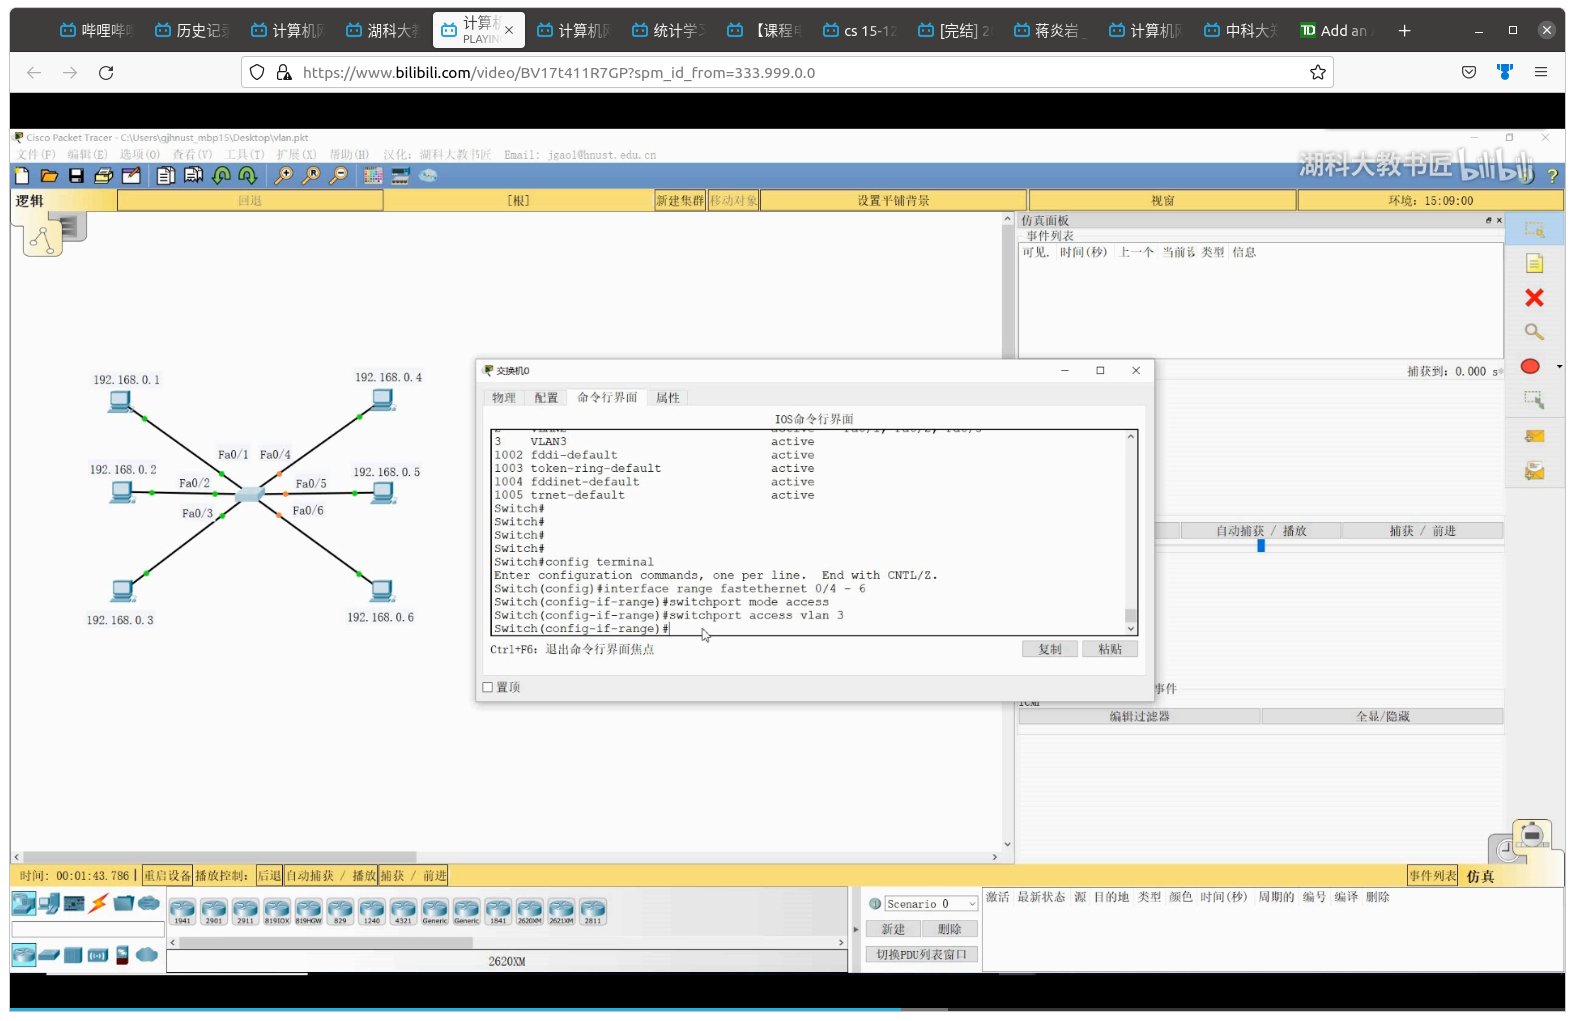 哔哩哔哩
历史记录
计算机网
湖科大教
计算机
PLAYING
计算机网
统计学习
【课程
cs 15-12
[完结] 2
蒋炎岩
计算机网
中科大
Add an A
https://www.bilibili.com/video/BV17t411R7GP?spm_id_from=333.999.0.0
Cisco Packet Tracer - C:\Users\gjhnust_mbp15\Desktop\vlan.pkt
文件(F) 编辑(E) 选项(O) 查看(V) 工具(T) 扩展(X) 帮助(H) 汉化: 湖科大教书匠 Email: jgaol@hnust.edu.cn
湖科大教书匠 bilibili
逻辑
回退
[根]
新建集群
移动对象
设置平铺背景
视窗
环境: 15:09:00
仿真面板
事件列表
可见. 时间(秒) 上一个 当前设 类型 信息
捕获到: 0.000 s*
192.168.0.1
192.168.0.4
Fa0/1 Fa0/4
192.168.0.2
192.168.0.5
Fa0/2
Fa0/5
Fa0/3
Fa0/6
192.168.0.3
192.168.0.6
交换机0
物理 配置 命令行界面 属性
IOS命令行界面
2 VLAN2 active Fa0/1, Fa0/2, Fa0/3
3 VLAN3 active
1002 fddi-default active
1003 token-ring-default active
1004 fddinet-default active
1005 trnet-default active
Switch#
Switch#
Switch#
Switch#
Switch#config terminal
Enter configuration commands, one per line. End with CNTL/Z.
Switch(config)#interface range fastethernet 0/4 - 6
Switch(config-if-range)#switchport mode access
Switch(config-if-range)#switchport access vlan 3
Switch(config-if-range)#
Ctrl+F6: 退出命令行界面焦点
复制
粘贴
置顶
自动捕获 / 播放
捕获 / 前进
事件
ICMP
编辑过滤器
全显/隐藏
时间: 00:01:43.786
重启设备
播放控制:
后退
自动捕获 / 播放
捕获 / 前进
事件列表
仿真
1941
2901
2911
819IOX
819HGW
829
1240
4321
Generic
Generic
1841
2620XM
2621XM
2811
2620XM
Scenario 0
新建
删除
切换PDU列表窗口
激活 最新状态 源 目的地 类型 颜色 时间(秒) 周期的 编号 编译 删除